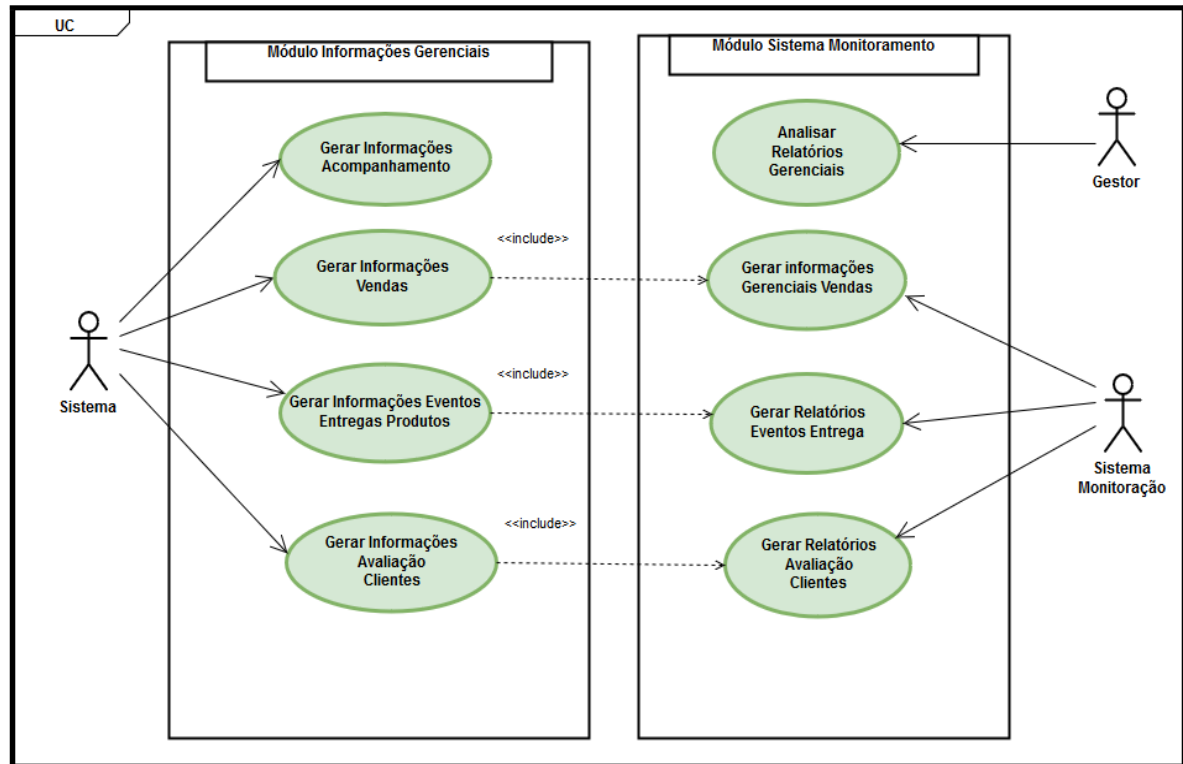 UC
Módulo Informações Gerenciais
Módulo Sistema Monitoramento
Gerar Informações
Acompanhamento
Analisar
Relatórios
Gerenciais
Gestor
<<include>>
Gerar Informações
Vendas
Gerar informações
Gerenciais Vendas
Sistema
<<include>>
Gerar Informações Eventos
Entregas Produtos
Gerar Relatórios
Eventos Entrega
Sistema
Monitoração
<<include>>
Gerar Informações
Avaliação
Clientes
Gerar Relatórios
Avaliação
Clientes